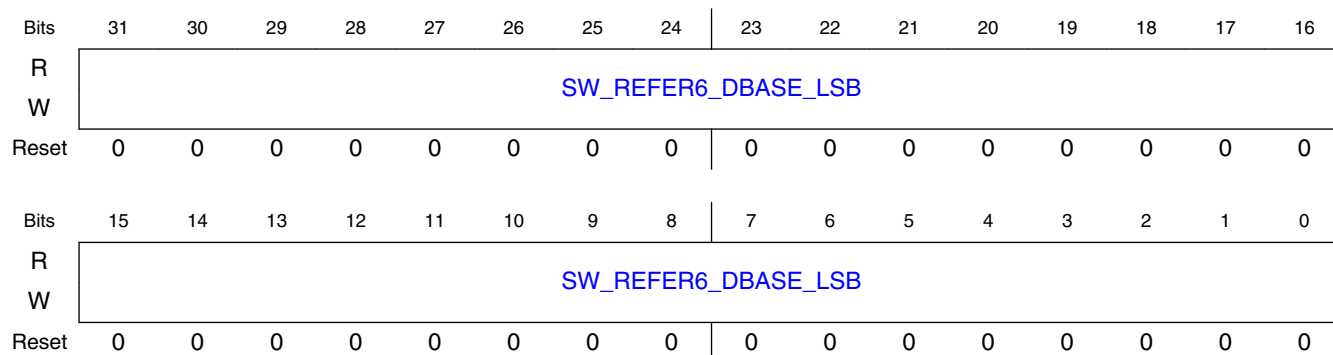 Bits 31 30 29 28 27 26 25 24 23 22 21 20 19 18 17 16
R
SW_REFER6_DBASE_LSB
W
Reset 0 0 0 0 0 0 0 0 0 0 0 0 0 0 0 0
Bits 15 14 13 12 11 10 9 8 7 6 5 4 3 2 1 0
R
SW_REFER6_DBASE_LSB
W
Reset 0 0 0 0 0 0 0 0 0 0 0 0 0 0 0 0